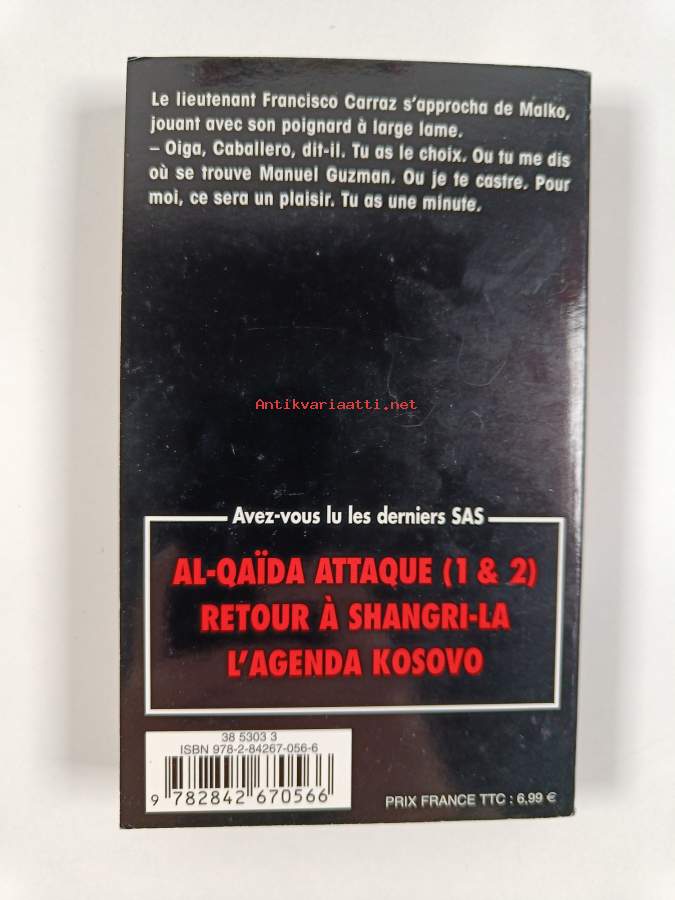 Le lieutenant Francisco Carraz s'approcha de Malko,
jouant avec son poignard à large lame.
– Oiga, Caballero, dit-il. Tu as le choix. Ou tu me dis
où se trouve Manuel Guzman. Ou je te castre. Pour
moi, ce sera un plaisir. Tu as une minute.
Antikvariaatti.net
Avez-vous lu les derniers SAS
AL-QAÏDA ATTAQUE (1 & 2)
RETOUR À SHANGRI-LA
L'AGENDA KOSOVO
38 5303 3
ISBN 978-2-84267-056-6
9 782842 670566
PRIX FRANCE TTC : 6,99 €